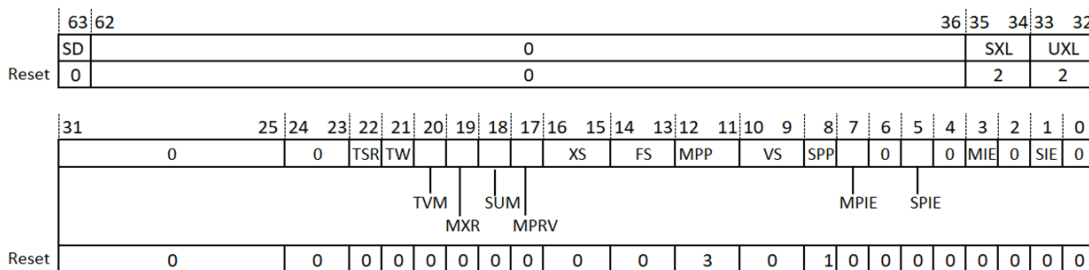 63 62 36 35 34 33 32
SD 0 SXL UXL
Reset 0 0 2 2
31 25 24 23 22 21 20 19 18 17 16 15 14 13 12 11 10 9 8 7 6 5 4 3 2 1 0
0 0 TSR TW XS FS MPP VS SPP 0 0 MIE 0 SIE 0
TVM SUM MPIE SPIE
MXR MPRV
Reset 0 0 0 0 0 0 0 0 0 0 3 0 1 0 0 0 0 0 0 0 0